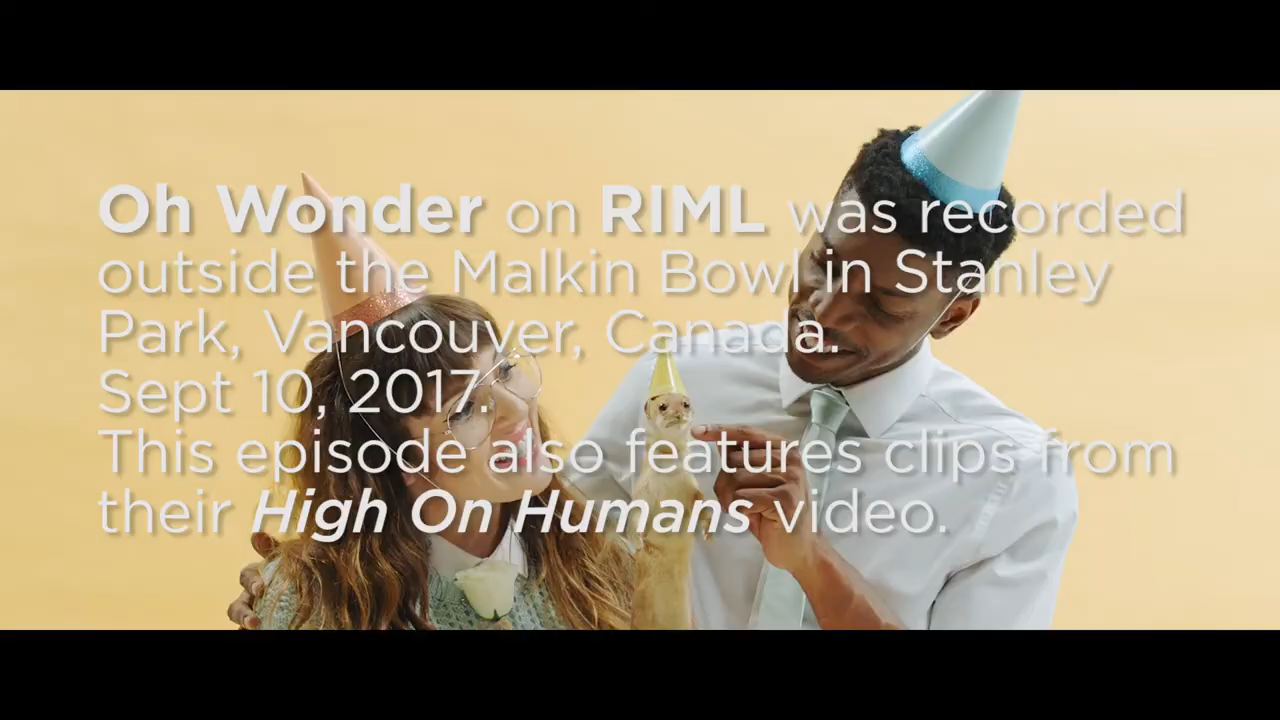 Oh Wonder on RIML was recorded
outside the Malkin Bowl in Stanley
Park, Vancouver, Canada.
Sept 10, 2017.
This episode also features clips from
their High On Humans video.